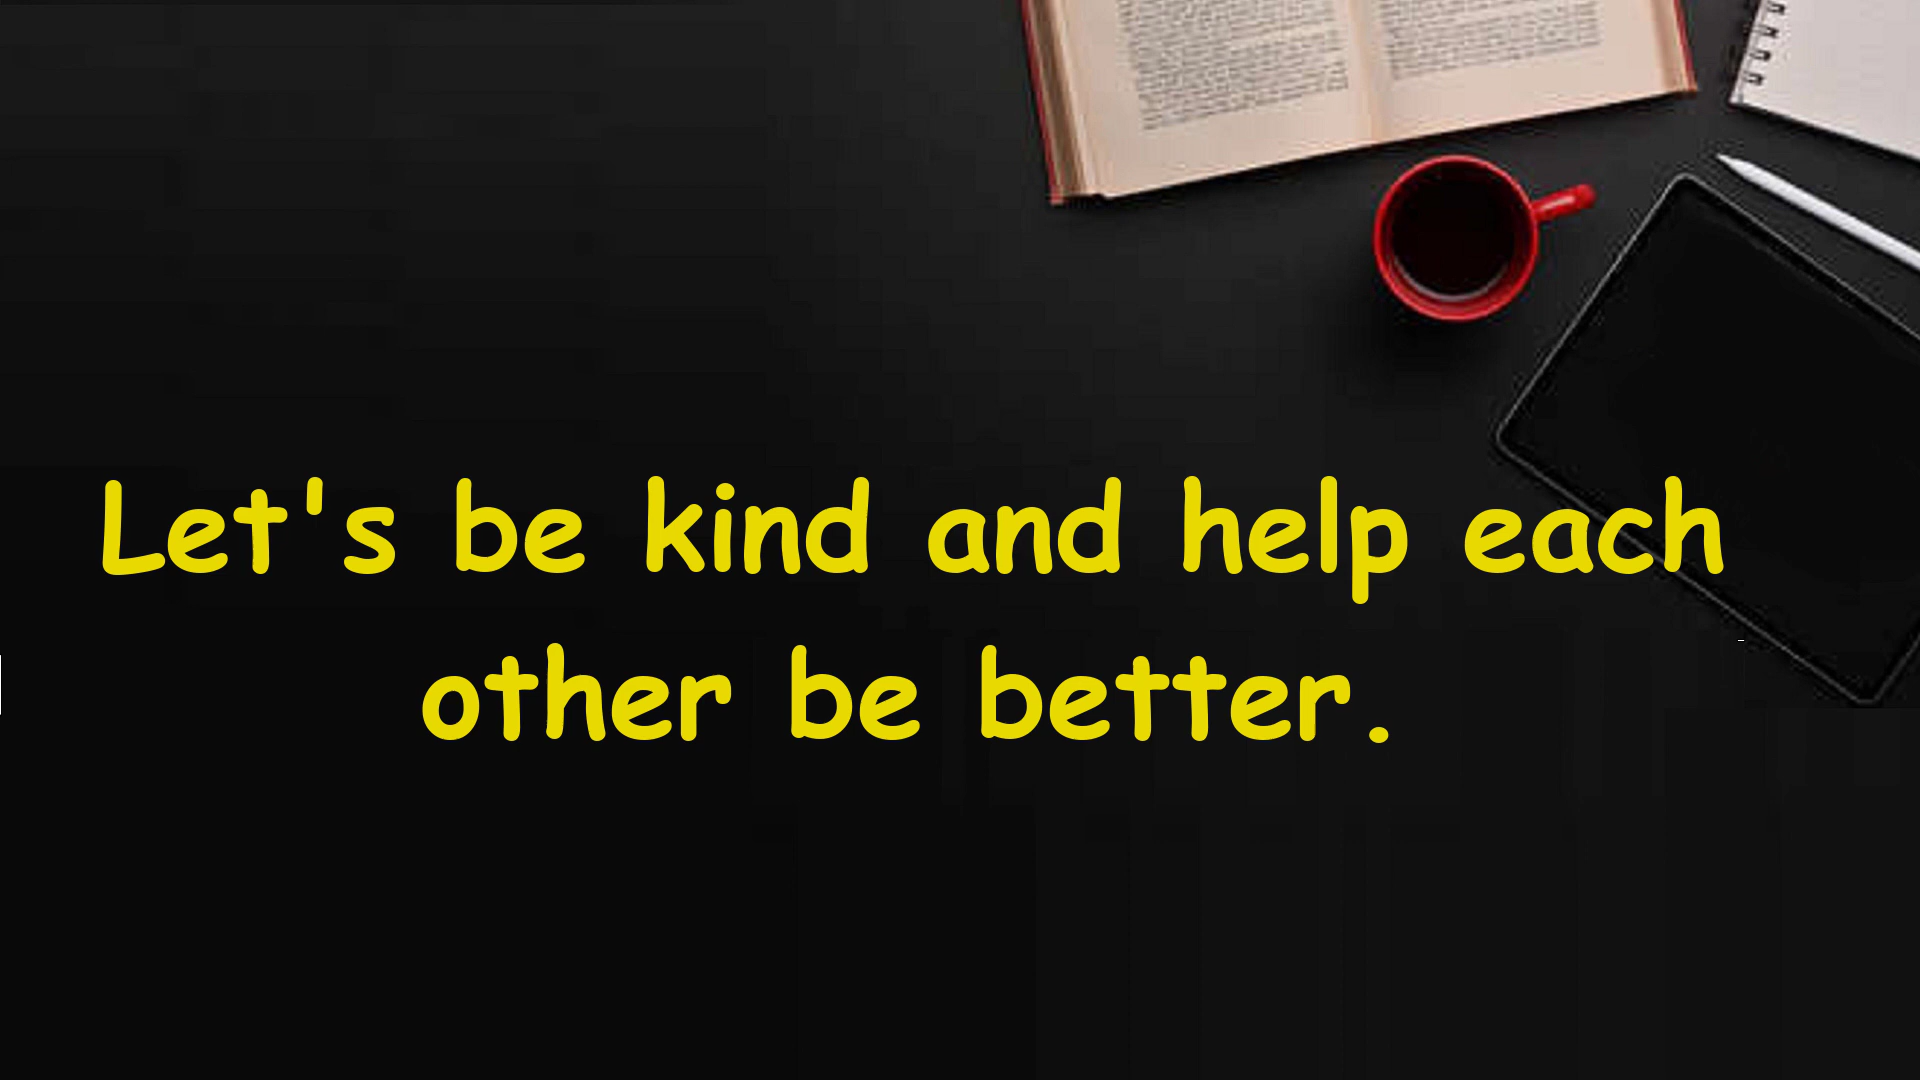 Let's be kind and help each
other be better.